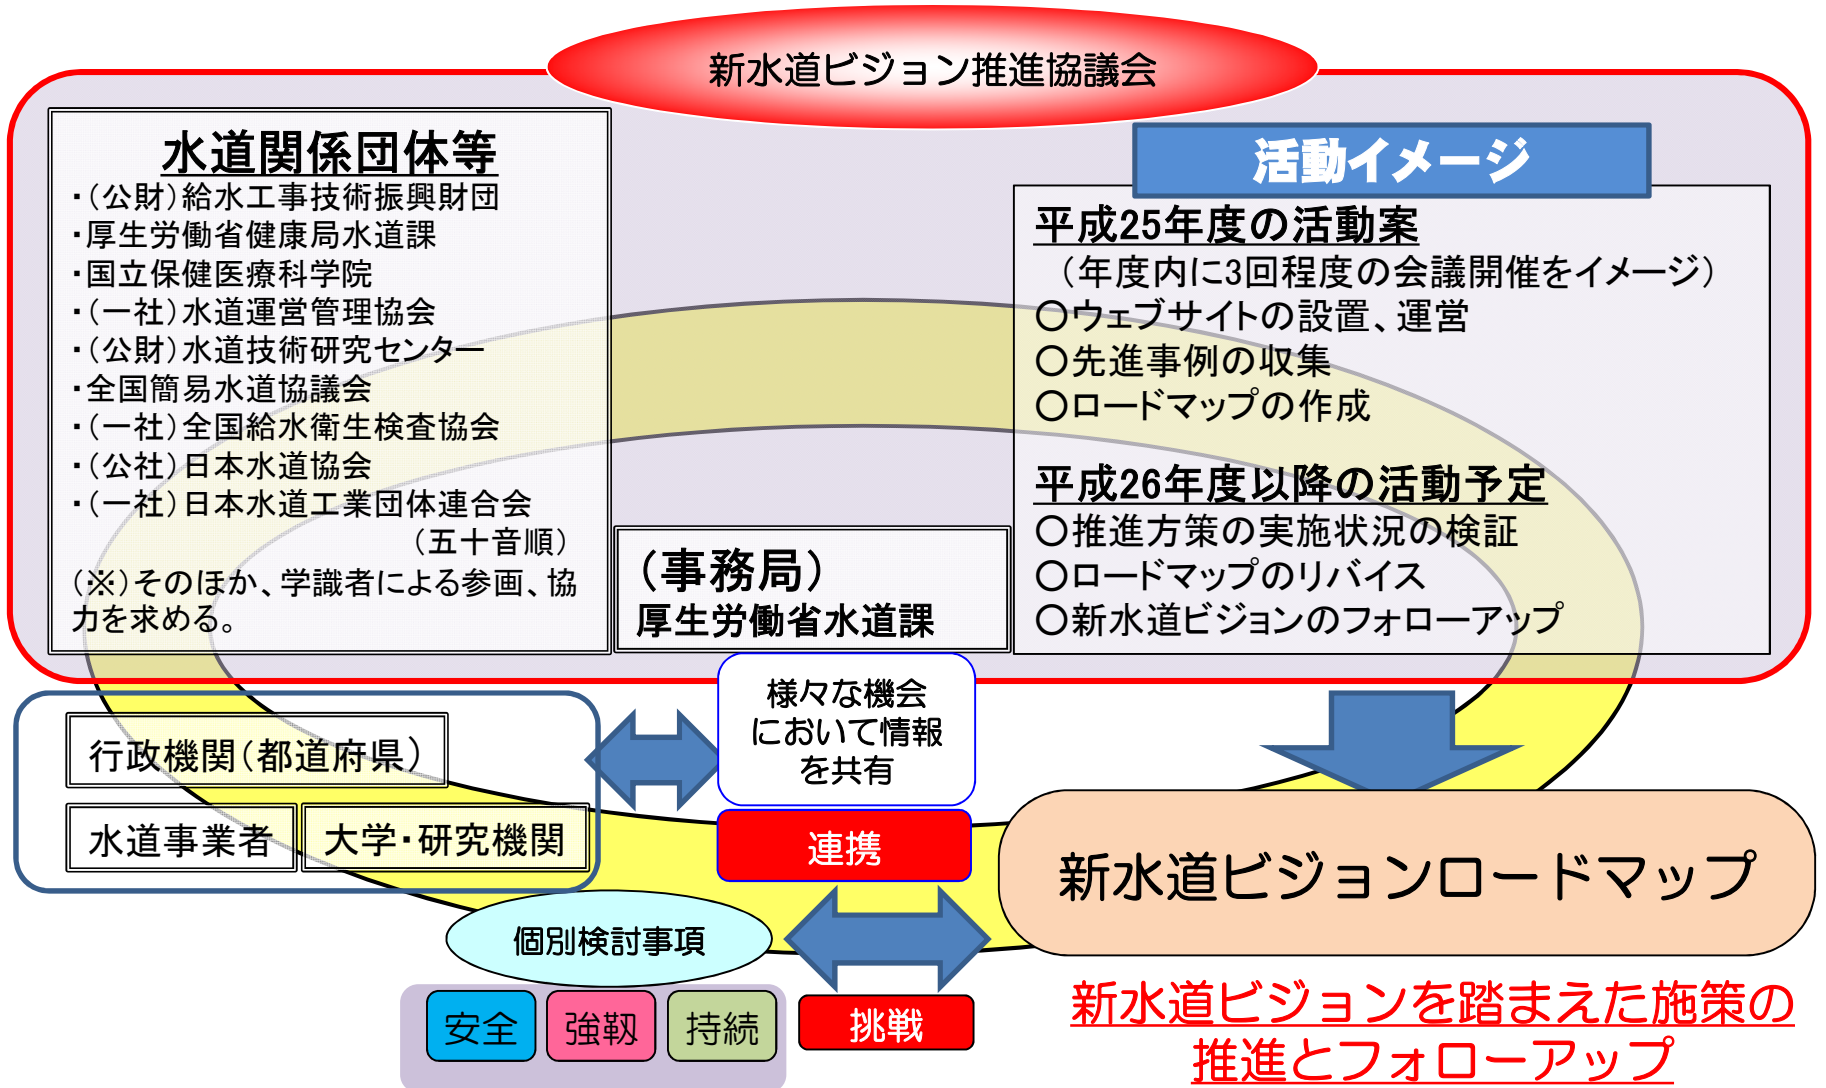 新水道ビジョン推進協議会
水道関係団体等
・（公財）給水工事技術振興財団
・厚生労働省健康局水道課
・国立保健医療科学院
・（一社）水道運営管理協会
・（公財）水道技術研究センター
・全国簡易水道協議会
・（一社）全国給水衛生検査協会
・（公社）日本水道協会
・（一社）日本水道工業団体連合会
（五十音順）
（※）そのほか、学識者による参画、協
力を求める。
（事務局）
厚生労働省水道課
活動イメージ
平成25年度の活動案
（年度内に3回程度の会議開催をイメージ）
〇ウェブサイトの設置、運営
〇先進事例の収集
〇ロードマップの作成
平成26年度以降の活動予定
〇推進方策の実施状況の検証
〇ロードマップのリバイス
〇新水道ビジョンのフォローアップ
行政機関（都道府県）
水道事業者
大学・研究機関
様々な機会
において情報
を共有
連携
新水道ビジョンロードマップ
個別検討事項
安全
強靱
持続
挑戦
新水道ビジョンを踏まえた施策の
推進とフォローアップ